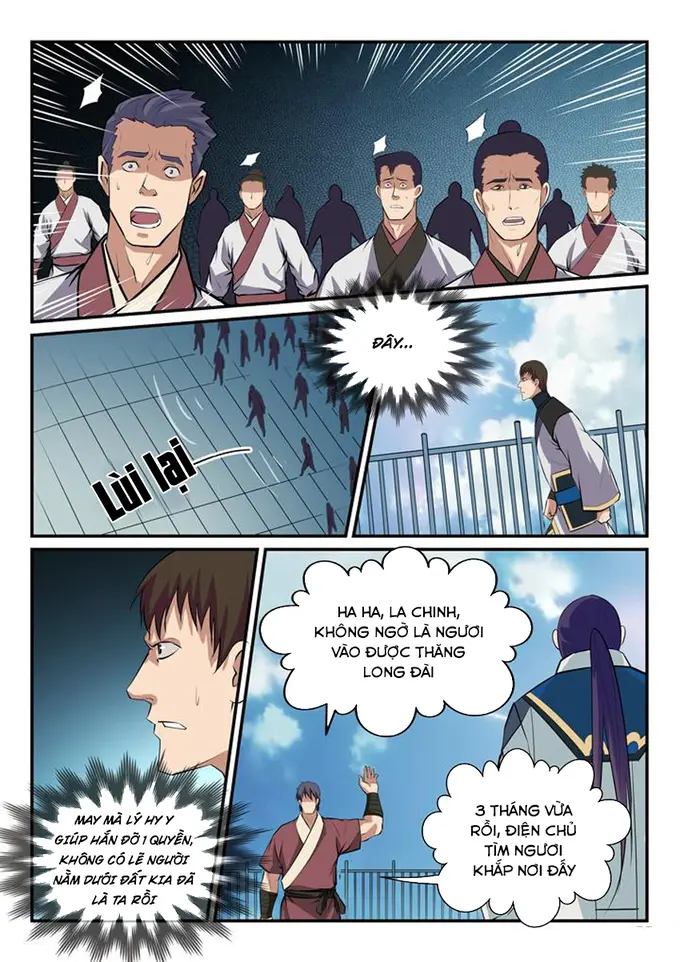 ĐÂY...
Lùi lại
HA HA, LA CHINH,
KHÔNG NGỜ LÀ NGƯƠI
VÀO ĐƯỢC THĂNG
LONG ĐÀI
MAY MÀ LÝ HY Y
GIÚP HẮN ĐỠ 1 QUYỀN,
KHÔNG CÓ LẼ NGƯỜI
NẰM DƯỚI ĐẤT KIA ĐÃ
LÀ TA RỒI
3 THÁNG VỪA
RỒI, ĐIỆN CHỦ
TÌM NGƯƠI
KHẮP NƠI ĐẤY